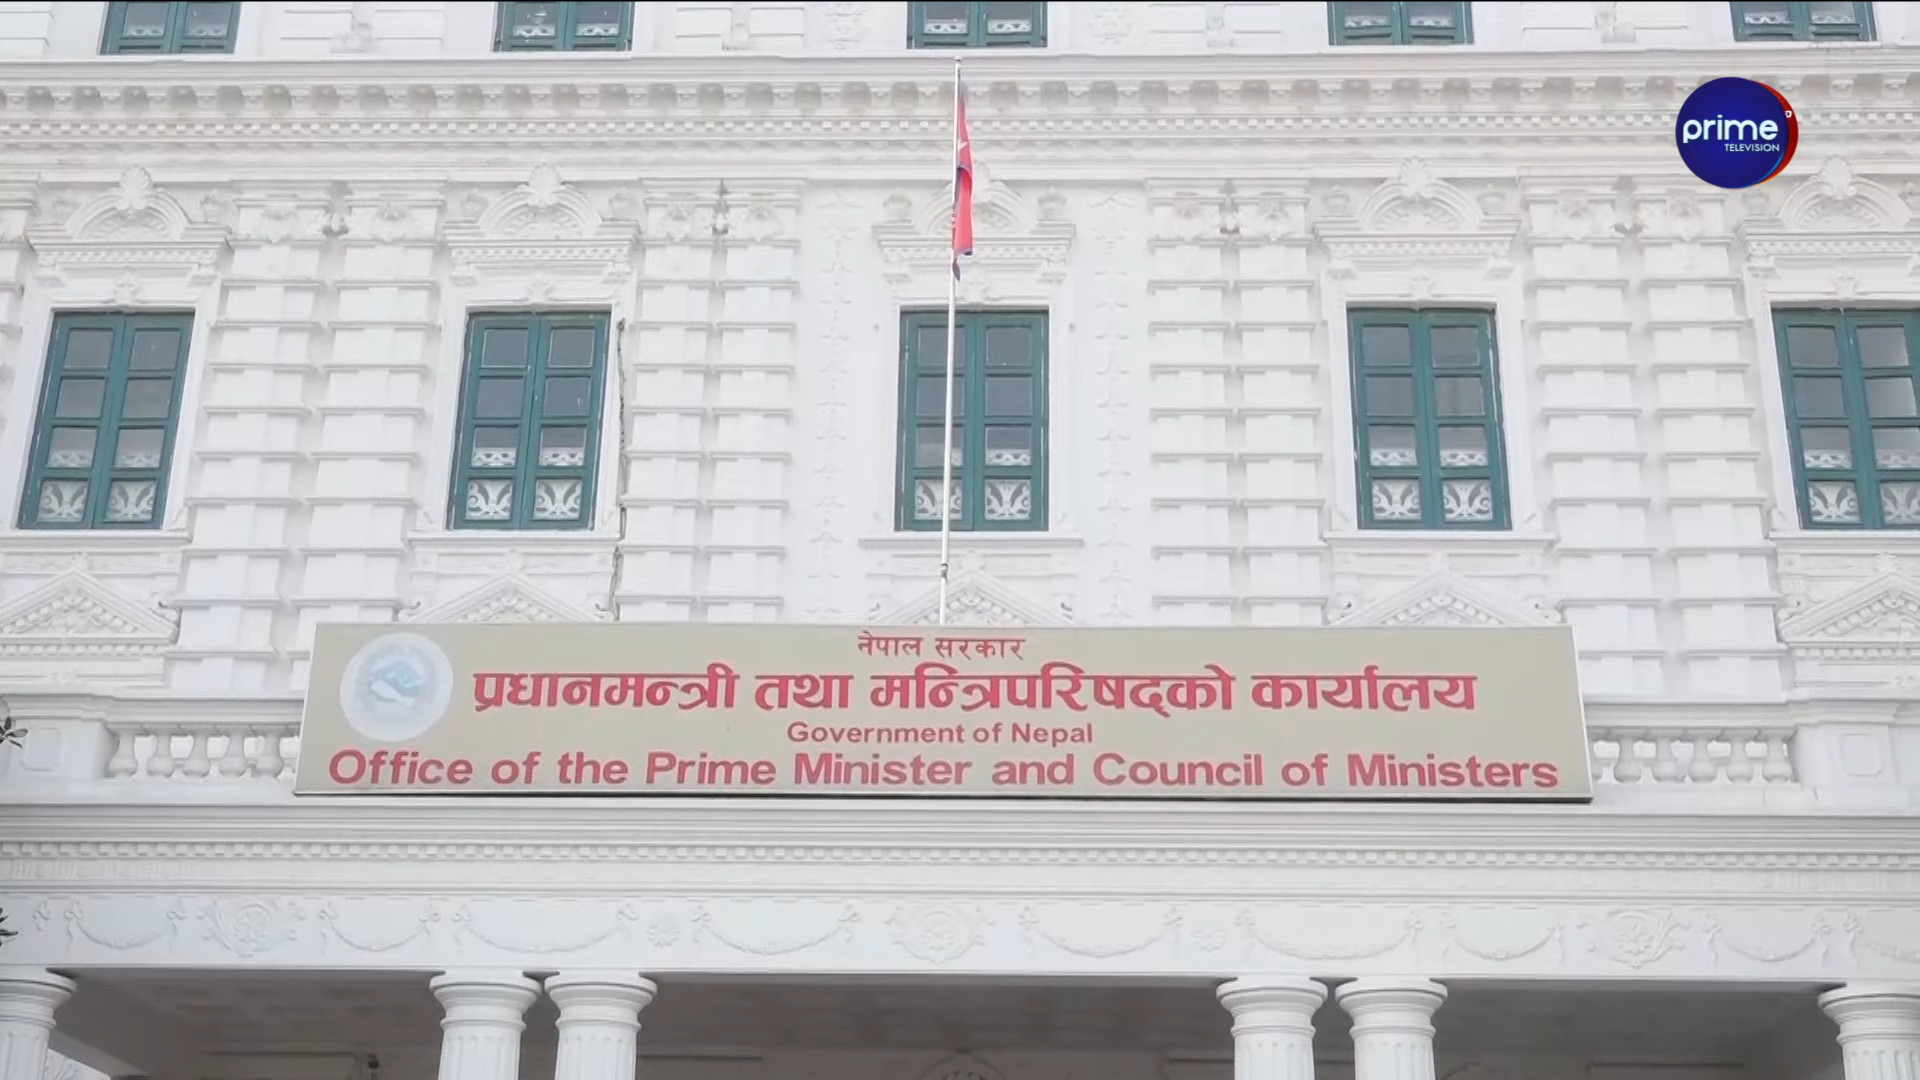 prime
TELEVISION
नेपाल सरकार
प्रधानमन्त्री तथा मन्त्रिपरिषद्को कार्यालय
Government of Nepal
Office of the Prime Minister and Council of Ministers